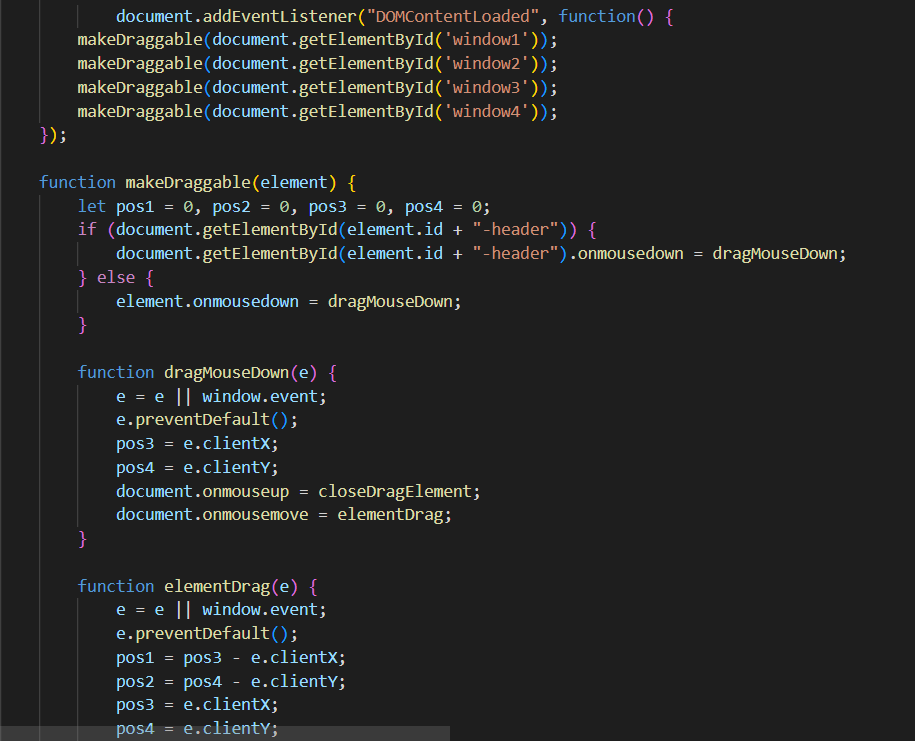 document.addEventListener("DOMContentLoaded", function() {
makeDraggable(document.getElementById('window1'));
makeDraggable(document.getElementById('window2'));
makeDraggable(document.getElementById('window3'));
makeDraggable(document.getElementById('window4'));
});
function makeDraggable(element) {
let pos1 = 0, pos2 = 0, pos3 = 0, pos4 = 0;
if (document.getElementById(element.id + "-header")) {
document.getElementById(element.id + "-header").onmousedown = dragMouseDown;
} else {
element.onmousedown = dragMouseDown;
}
function dragMouseDown(e) {
e = e || window.event;
e.preventDefault();
pos3 = e.clientX;
pos4 = e.clientY;
document.onmouseup = closeDragElement;
document.onmousemove = elementDrag;
}
function elementDrag(e) {
e = e || window.event;
e.preventDefault();
pos1 = pos3 - e.clientX;
pos2 = pos4 - e.clientY;
pos3 = e.clientX;
pos4 = e.clientY;